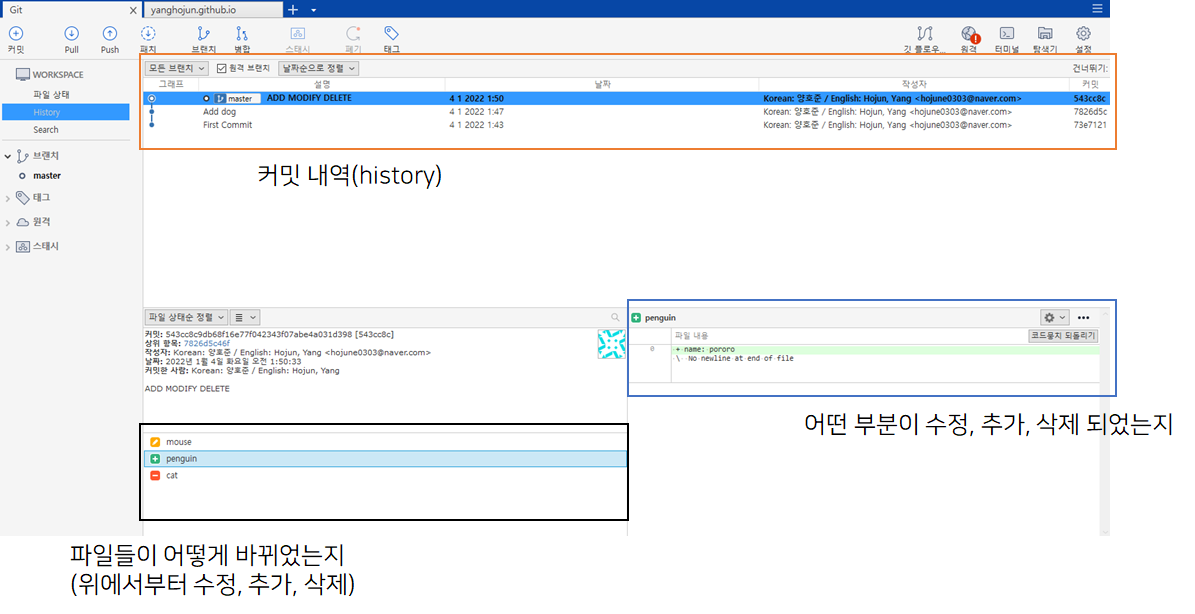 Git
yanghojun.github.io
커밋 Pull Push 패치 브랜치 병합 스태시 폐기 태그 깃 플로우... 원격 터미널 탐색기 설정
WORKSPACE
파일 상태
History
Search
브랜치
master
태그
원격
스태시
모든 브랜치 원격 브랜치 날짜순으로 정렬 건너뛰기:
그래프 설명 날짜 작성자 커밋
master ADD MODIFY DELETE 4 1 2022 1:50 Korean: 양호준 / English: Hojun, Yang <hojune0303@naver.com> 543cc8c
Add dog 4 1 2022 1:47 Korean: 양호준 / English: Hojun, Yang <hojune0303@naver.com> 7826d5c
First Commit 4 1 2022 1:43 Korean: 양호준 / English: Hojun, Yang <hojune0303@naver.com> 73e7121
커밋 내역(history)
파일 상태순 정렬
커밋: 543cc8c9db68f16e77f042343f07abe4a031d398 [543cc8c]
상위 항목: 7826d5c46f
작성자: Korean: 양호준 / English: Hojun, Yang <hojune0303@naver.com>
날짜: 2022년 1월 4일 화요일 오전 1:50:33
커밋한 사람: Korean: 양호준 / English: Hojun, Yang
ADD MODIFY DELETE
penguin
파일 내용 코드뭉치 되돌리기
0 + name: pororo
\ No newline at end of file
어떤 부분이 수정, 추가, 삭제 되었는지
mouse
penguin
cat
파일들이 어떻게 바뀌었는지
(위에서부터 수정, 추가, 삭제)